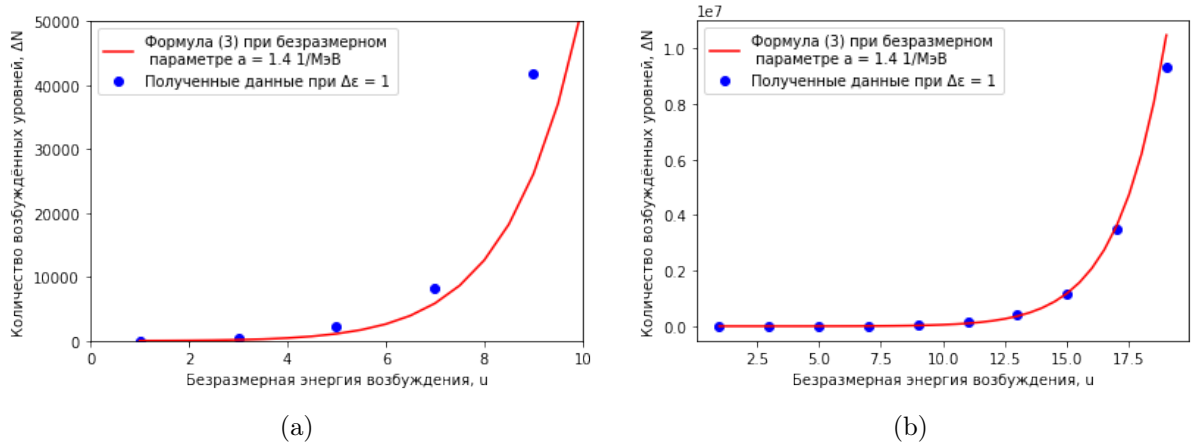 50000
40000
30000
20000
10000
0
Количество возбуждённых уровней, ΔN
Формула (3) при безразмерном
параметре a = 1.4 1/МэВ
Полученные данные при Δε = 1
0 2 4 6 8 10
Безразмерная энергия возбуждения, u
(a)
1e7
1.0
0.8
0.6
0.4
0.2
0.0
Количество возбуждённых уровней, ΔN
Формула (3) при безразмерном
параметре a = 1.4 1/МэВ
Полученные данные при Δε = 1
2.5 5.0 7.5 10.0 12.5 15.0 17.5
Безразмерная энергия возбуждения, u
(b)